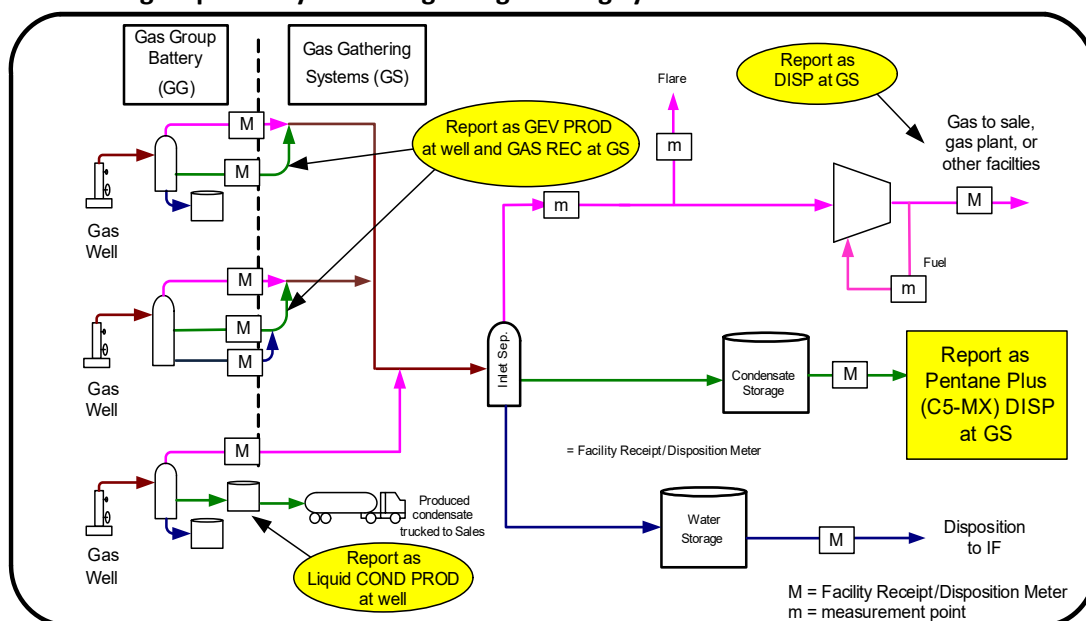 Gas Group
Battery
(GG)
Gas Gathering
Systems (GS)
Report as
DISP at GS
Flare
Report as GEV PROD
at well and GAS REC at GS
Gas to sale,
gas plant, or
other facilties
M
M
m
m
M
Gas
Well
Fuel
m
M
M
M
Gas
Well
Inlet Sep.
Condensate
Storage
M
Report as
Pentane Plus
(C5-MX) DISP
at GS
M
= Facility Receipt/Disposition Meter
Produced
condensate
trucked to Sales
Gas
Well
Water
Storage
M
Disposition
to IF
Report as
Liquid COND PROD
at well
M = Facility Receipt/Disposition Meter
m = measurement point